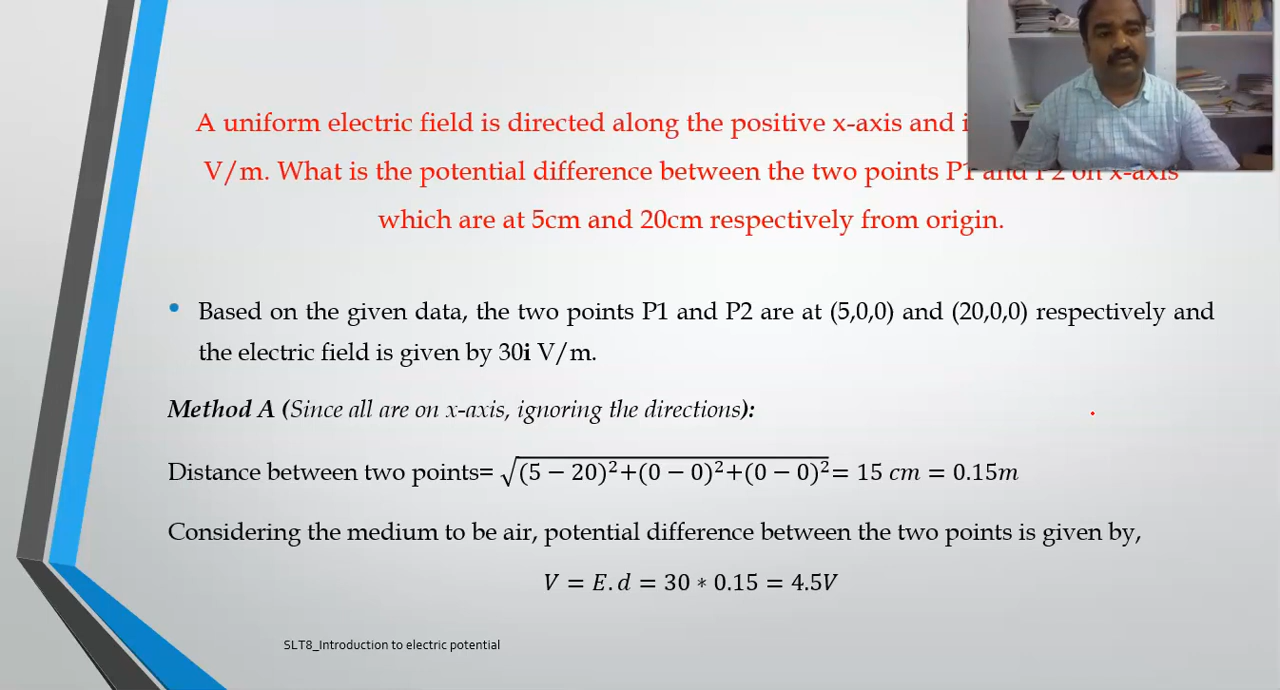 A uniform electric field is directed along the positive x-axis and
V/m. What is the potential difference between the two points P1 and P2 on x-axis
which are at 5cm and 20cm respectively from origin.
• Based on the given data, the two points P1 and P2 are at (5,0,0) and (20,0,0) respectively and
the electric field is given by 30i V/m.
Method A (Since all are on x-axis, ignoring the directions):
Distance between two points= √(5 − 20)²+(0 − 0)²+(0 − 0)²= 15 cm = 0.15m
Considering the medium to be air, potential difference between the two points is given by,
V = E.d = 30 ∗ 0.15 = 4.5V
SLT8_Introduction to electric potential